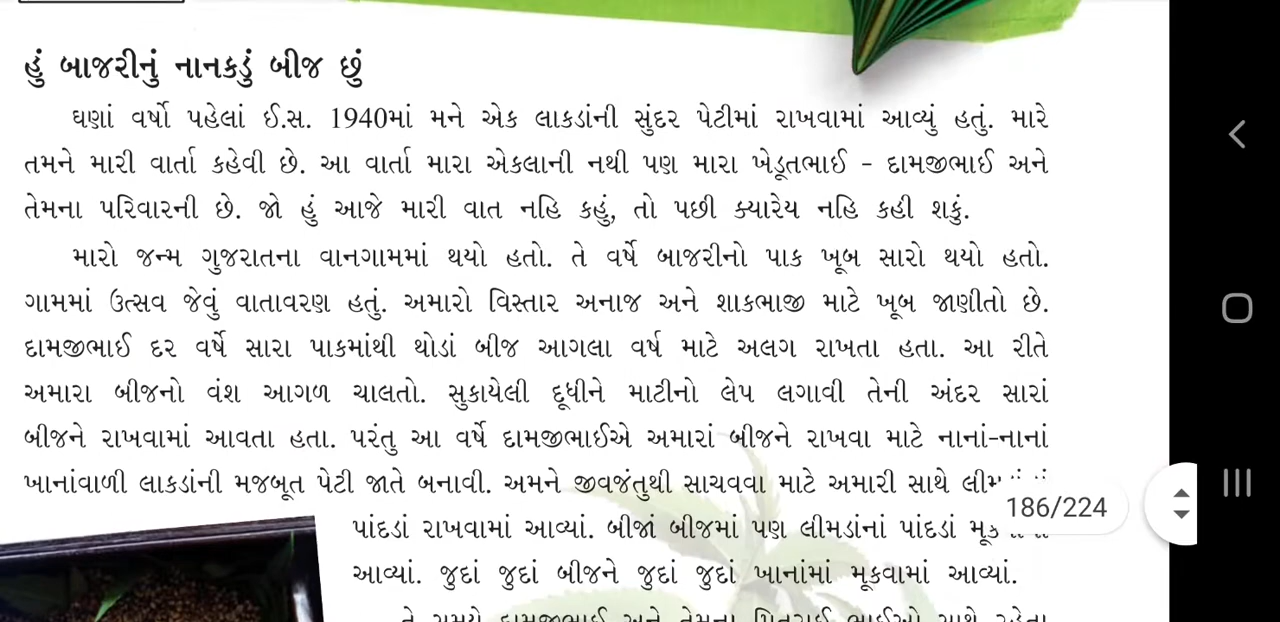 હું બાજરીનું નાનકડું બીજ છું
ઘણાં વર્ષો પહેલાં ઈ.સ. 1940માં મને એક લાકડાંની સુંદર પેટીમાં રાખવામાં આવ્યું હતું. મારે
તમને મારી વાર્તા કહેવી છે. આ વાર્તા મારા એકલાની નથી પણ મારા ખેડૂતભાઈ - દામજીભાઈ અને
તેમના પરિવારની છે. જો હું આજે મારી વાત નહિ કહું, તો પછી ક્યારેય નહિ કહી શકું.
મારો જન્મ ગુજરાતના વાનગામમાં થયો હતો. તે વર્ષે બાજરીનો પાક ખૂબ સારો થયો હતો.
ગામમાં ઉત્સવ જેવું વાતાવરણ હતું. અમારો વિસ્તાર અનાજ અને શાકભાજી માટે ખૂબ જાણીતો છે.
દામજીભાઈ દર વર્ષે સારા પાકમાંથી થોડાં બીજ આગલા વર્ષ માટે અલગ રાખતા હતા. આ રીતે
અમારા બીજનો વંશ આગળ ચાલતો. સુકાયેલી દૂધીને માટીનો લેપ લગાવી તેની અંદર સારાં
બીજને રાખવામાં આવતા હતા. પરંતુ આ વર્ષે દામજીભાઈએ અમારાં બીજને રાખવા માટે નાનાં-નાનાં
ખાનાંવાળી લાકડાંની મજબૂત પેટી જાતે બનાવી. અમને જીવજંતુથી સાચવવા માટે અમારી સાથે
186/224
પાંદડાં રાખવામાં આવ્યાં. બીજાં બીજમાં પણ લીમડાંનાં પાંદડાં
આવ્યાં. જુદાં જુદાં બીજને જુદાં જુદાં ખાનાંમાં મૂકવામાં આવ્યાં.